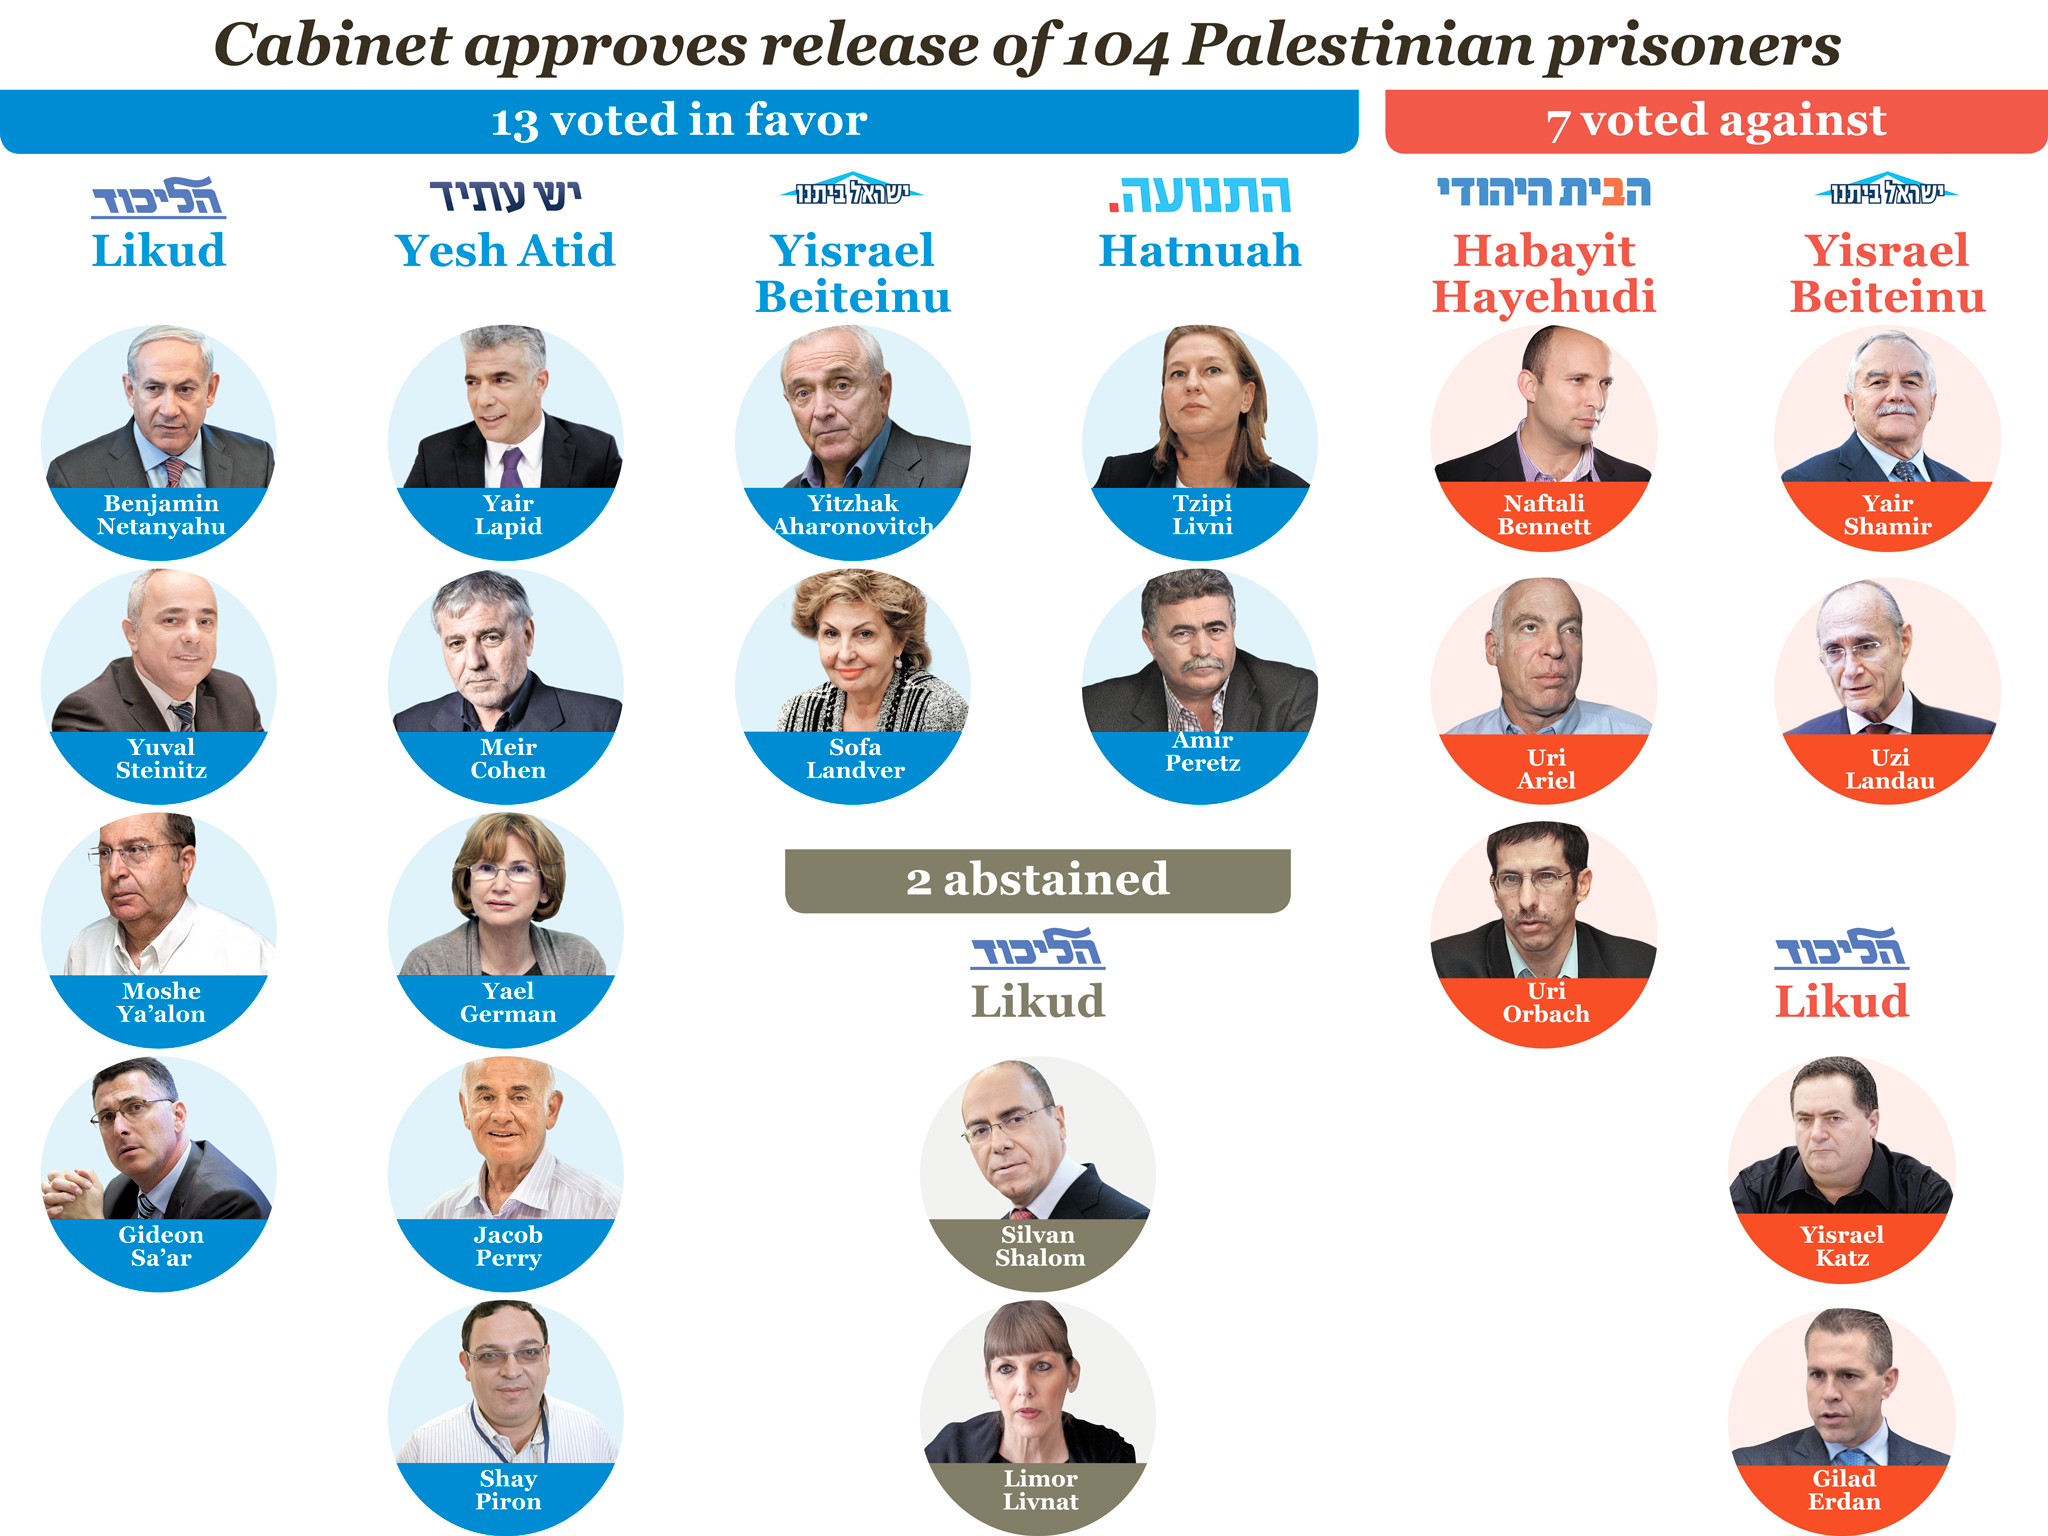 Cabinet approves release of 104 Palestinian prisoners
13 voted in favor
הליכוד
Likud
Benjamin
Netanyahu
Yuval
Steinitz
Moshe
Ya'alon
Gideon
Sa'ar
יש עתיד
Yesh Atid
Yair
Lapid
Meir
Cohen
Yael
German
Jacob
Perry
Shay
Piron
ישראל ביתנו
Yisrael
Beiteinu
Yitzhak
Aharonovitch
Sofa
Landver
התנועה.
Hatnuah
Tzipi
Livni
Amir
Peretz
2 abstained
הליכוד
Likud
Silvan
Shalom
Limor
Livnat
7 voted against
הבית היהודי
Habayit
Hayehudi
Naftali
Bennett
Uri
Ariel
Uri
Orbach
ישראל ביתנו
Yisrael
Beiteinu
Yair
Shamir
Uzi
Landau
הליכוד
Likud
Yisrael
Katz
Gilad
Erdan